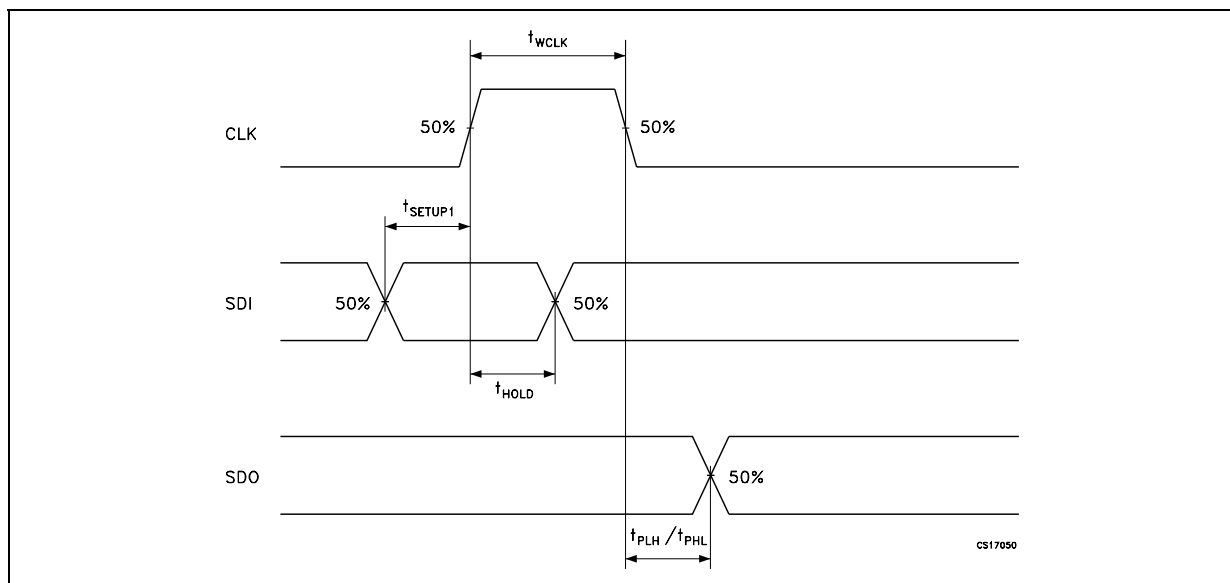 tWCLK
50%
50%
CLK
tSETUP1
SDI
50%
50%
tHOLD
SDO
50%
tPLH /tPHL
CS17050